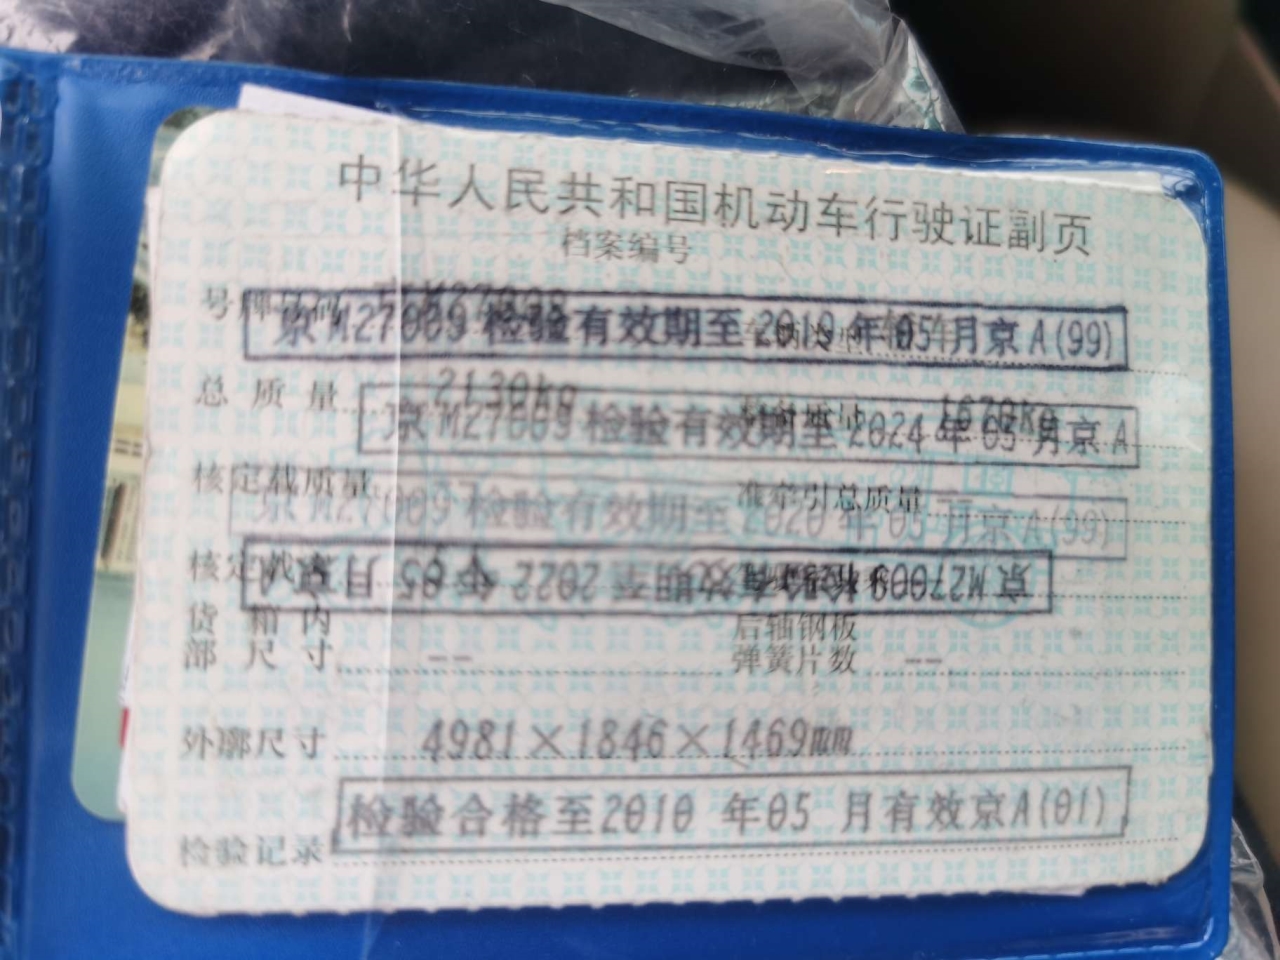 中华人民共和国机动车行驶证副页
档案编号
号牌号码
京M27009 检验有效期至2018年05月京A(99)
总质量 2130kg 整备质量 1670kg
京M27009检验有效期至2024年05月京A
核定载质量 -- 准牵引总质量 --
京M27009检验有效期至2020年05月京A(99)
京M27009检验有效期至2022年05月京A
货箱内 后轴钢板
部尺寸 -- 弹簧片数 --
外廓尺寸 4981×1846×1469mm
检验合格至2010 年05 月有效京A(01)
检验记录